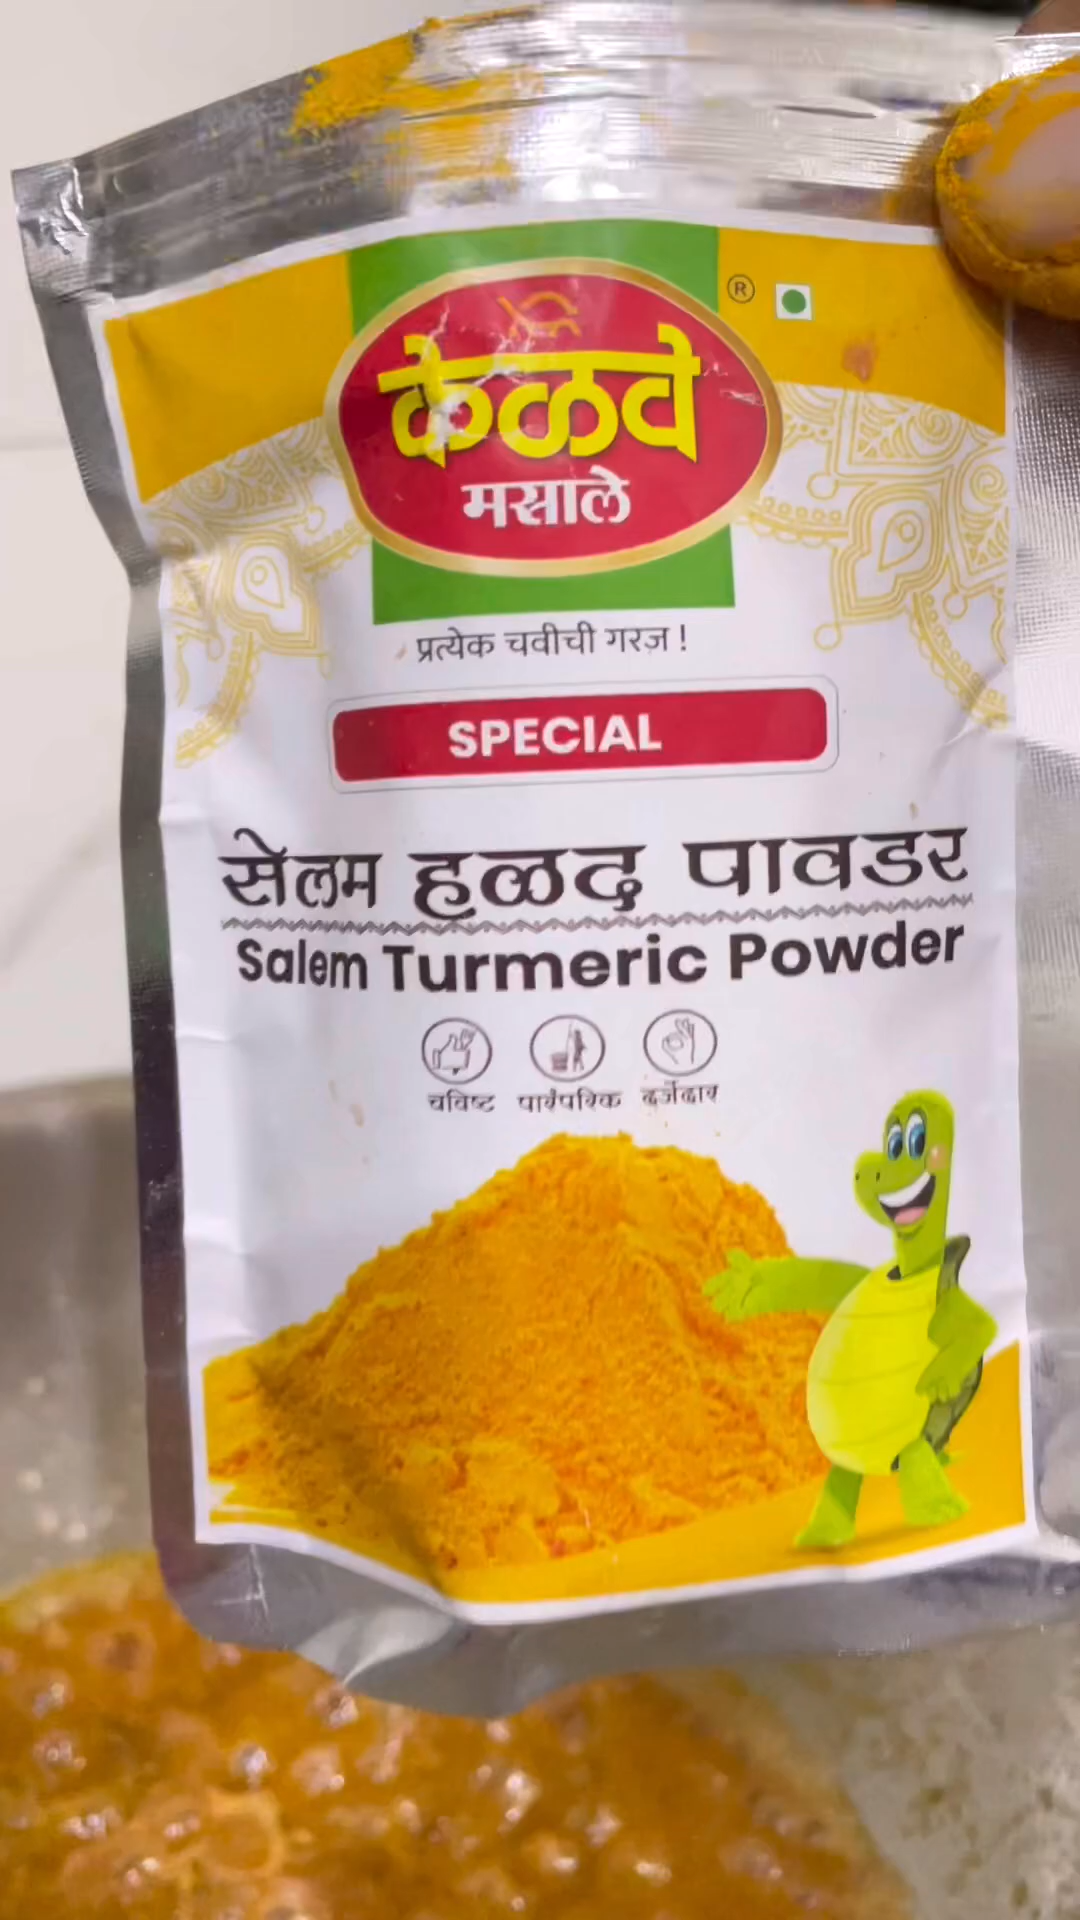 केळवे
®
मसाले
प्रत्येक चवीची गरज !
SPECIAL
सेलम हळद पावडर
Salem Turmeric Powder
चविष्ट पारंपरिक दर्जेदार